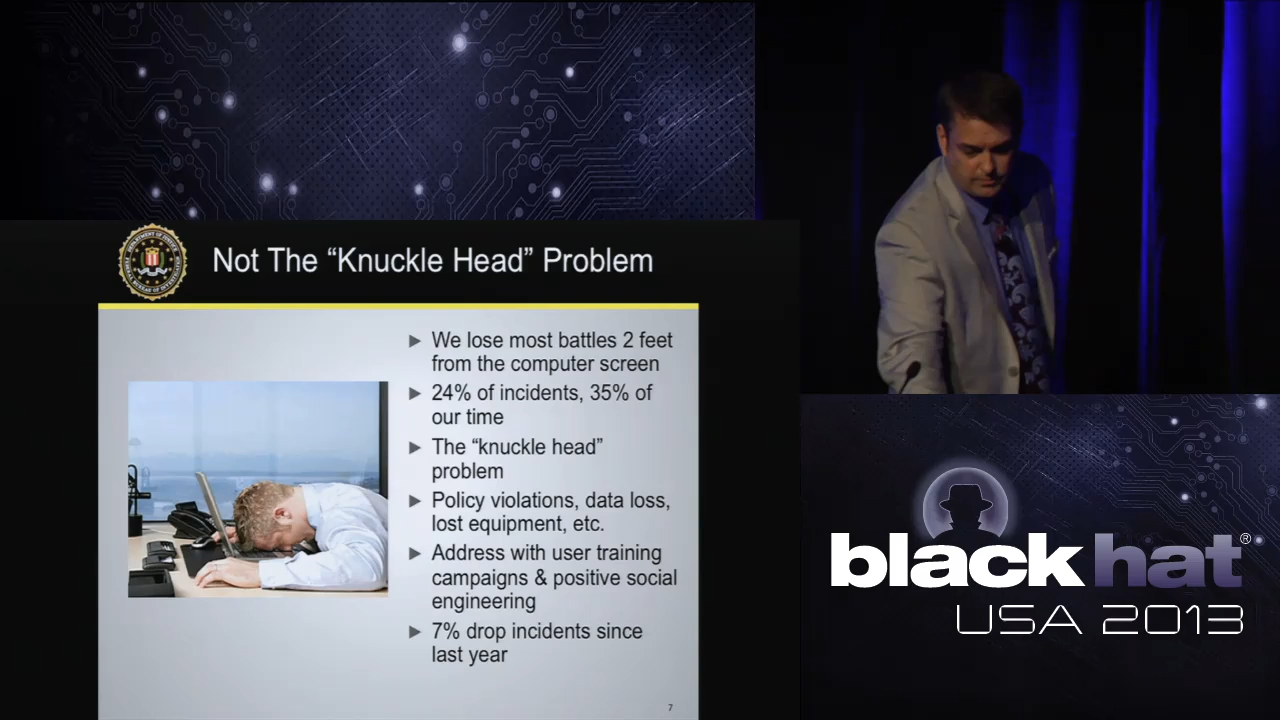 Not The “Knuckle Head” Problem
► We lose most battles 2 feet
from the computer screen
► 24% of incidents, 35% of
our time
► The “knuckle head”
problem
► Policy violations, data loss,
lost equipment, etc.
► Address with user training
campaigns & positive social
engineering
► 7% drop incidents since
last year
7
black hat®
USA 2013